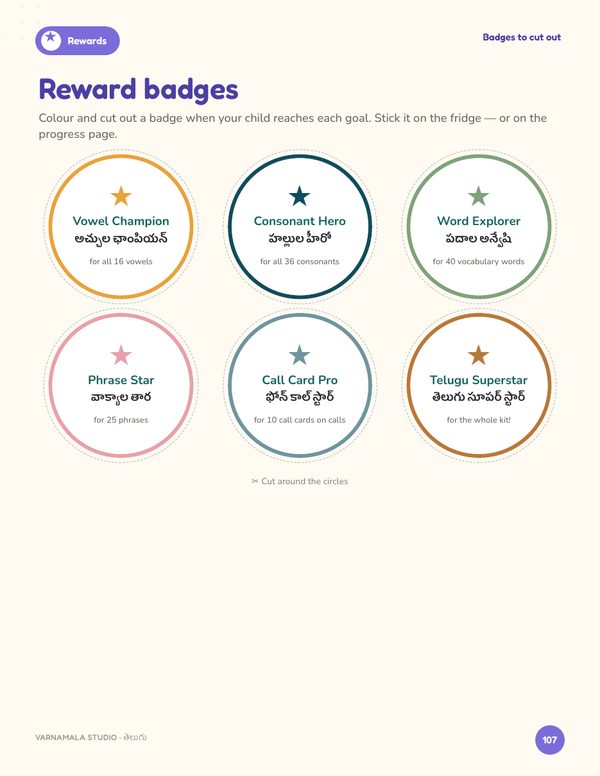 Rewards
Badges to cut out
Reward badges
Colour and cut out a badge when your child reaches each goal. Stick it on the fridge — or on the
progress page.
Vowel Champion
అచ్చుల ఛాంపియన్
for all 16 vowels
Consonant Hero
హల్లుల హీరో
for all 36 consonants
Word Explorer
పదాల అన్వేషి
for 40 vocabulary words
Phrase Star
వాక్యాల తార
for 25 phrases
Call Card Pro
ఫోన్ కాల్ స్టార్
for 10 call cards on calls
Telugu Superstar
తెలుగు సూపర్ స్టార్
for the whole kit!
✂ Cut around the circles
VARNAMALA STUDIO · తెలుగు
107